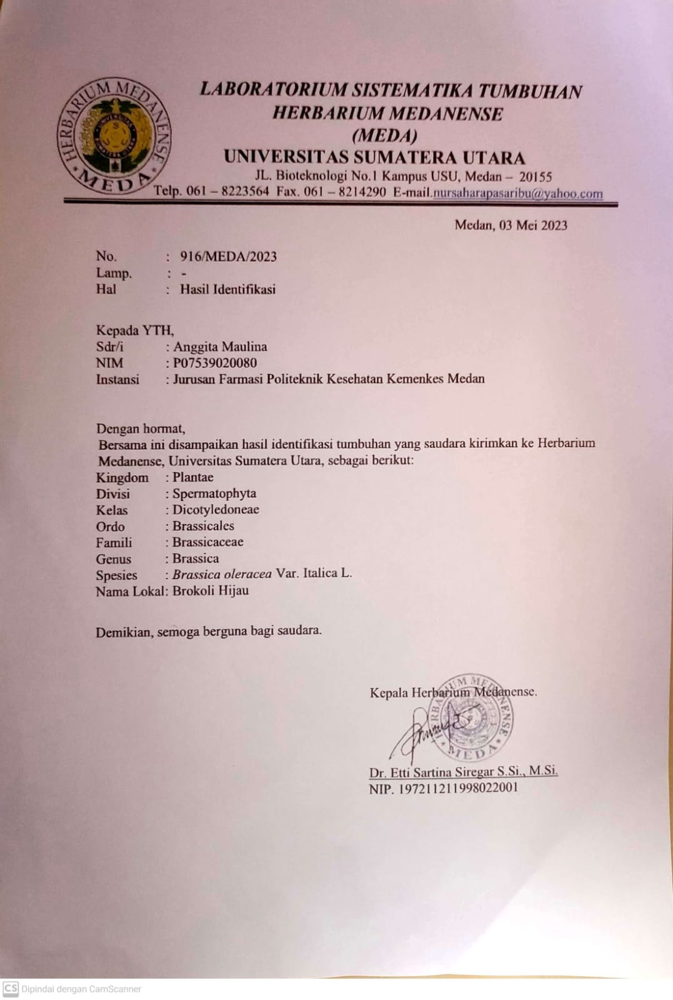 HERBARIUM MEDANENSE
MEDA
UNIVERSITAS
SUMATERA UTARA
LABORATORIUM SISTEMATIKA TUMBUHAN
HERBARIUM MEDANENSE
(MEDA)
UNIVERSITAS SUMATERA UTARA
JL. Bioteknologi No.1 Kampus USU, Medan – 20155
Telp. 061 – 8223564 Fax. 061 – 8214290 E-mail.nursaharapasaribu@yahoo.com
Medan, 03 Mei 2023
No. : 916/MEDA/2023
Lamp. : -
Hal : Hasil Identifikasi
Kepada YTH,
Sdr/i : Anggita Maulina
NIM : P07539020080
Instansi : Jurusan Farmasi Politeknik Kesehatan Kemenkes Medan
Dengan hormat,
Bersama ini disampaikan hasil identifikasi tumbuhan yang saudara kirimkan ke Herbarium
Medanense, Universitas Sumatera Utara, sebagai berikut:
Kingdom : Plantae
Divisi : Spermatophyta
Kelas : Dicotyledoneae
Ordo : Brassicales
Famili : Brassicaceae
Genus : Brassica
Spesies : Brassica oleracea Var. Italica L.
Nama Lokal: Brokoli Hijau
Demikian, semoga berguna bagi saudara.
Kepala Herbarium Medanense.
HERBARIUM MEDANENSE
MEDA
Dr. Etti Sartina Siregar S.Si., M.Si.
NIP. 197211211998022001
CS Dipindai dengan CamScanner